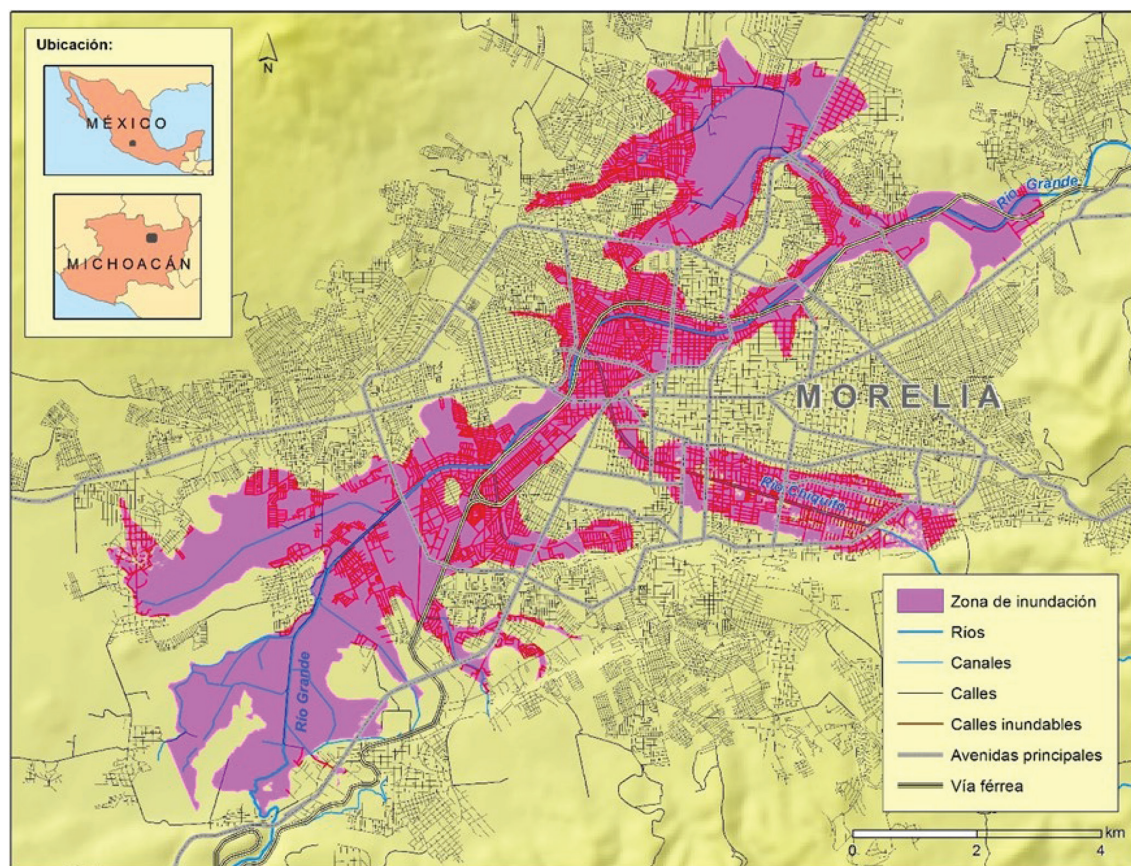 Ubicación:
MÉXICO
MICHOACÁN
N
Río Grande
MORELIA
Río Chiquito
Río Grande
Zona de inundación
Ríos
Canales
Calles
Calles inundables
Avenidas principales
Vía férrea
km
0 2 4